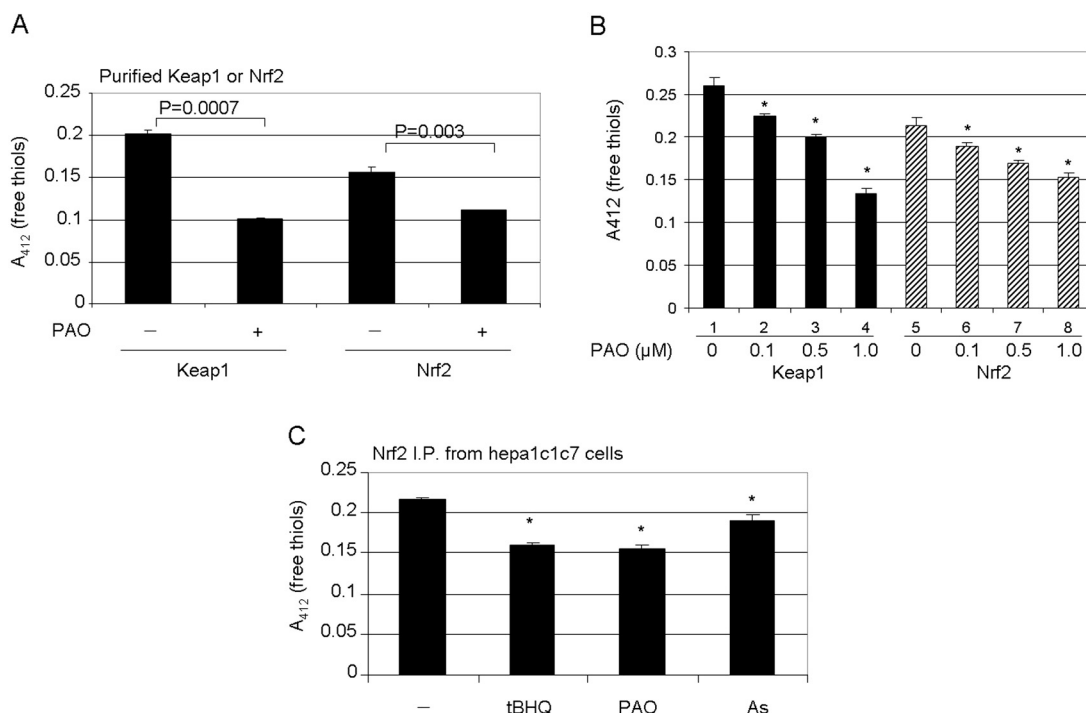 A
Purified Keap1 or Nrf2
0.25
0.2
0.15
0.1
0.05
0
A412 (free thiols)
P=0.0007
P=0.003
PAO – + – +
Keap1 Nrf2
B
0.3
0.25
0.2
0.15
0.1
0.05
0
A412 (free thiols)
* * * * * *
1 2 3 4 5 6 7 8
PAO (μM) 0 0.1 0.5 1.0 0 0.1 0.5 1.0
Keap1 Nrf2
C
Nrf2 I.P. from hepa1c1c7 cells
0.25
0.2
0.15
0.1
0.05
0
A412 (free thiols)
* * *
– tBHQ PAO As